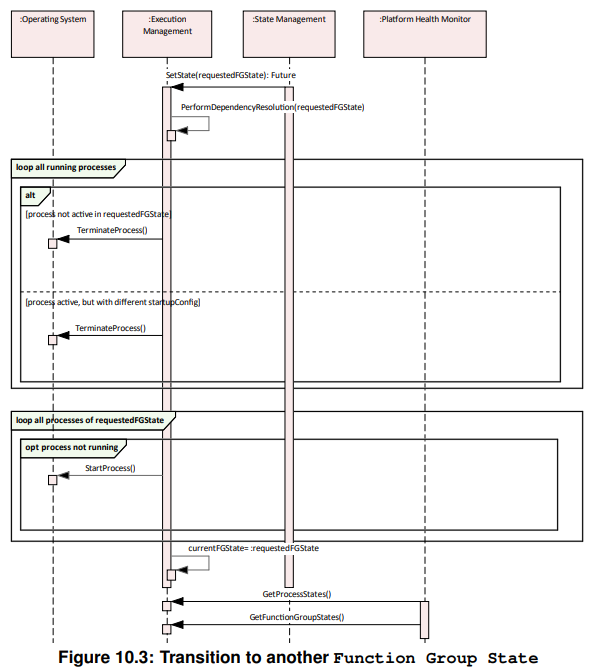 :Operating System
:Execution
Management
:State Management
:Platform Health Monitor
SetState(requestedFGState): Future
PerformDependencyResolution(requestedFGState)
loop all running processes
alt
[process not active in requestedFGState]
TerminateProcess()
[process active, but with different startupConfig]
TerminateProcess()
loop all processes of requestedFGState
opt process not running
StartProcess()
currentFGState= :requestedFGState
GetProcessStates()
GetFunctionGroupStates()
Figure 10.3: Transition to another Function Group State